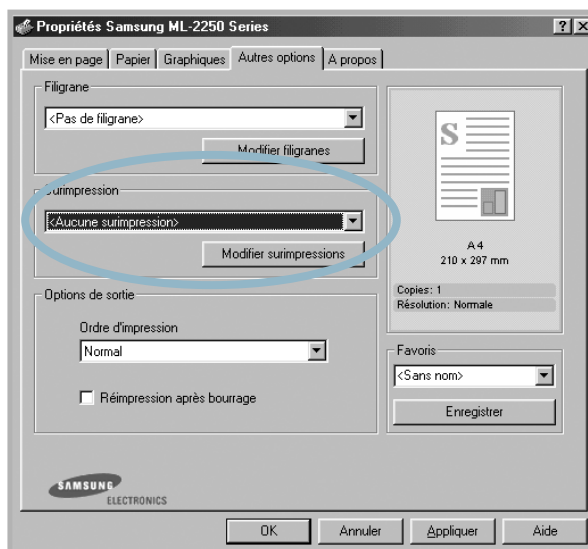 Propriétés Samsung ML-2250 Series
Mise en page Papier Graphiques Autres options A propos
Filigrane
<Pas de filigrane>
Modifier filigranes
Surimpression
<Aucune surimpression>
Modifier surimpressions
Options de sortie
Ordre d'impression
Normal
Réimpression après bourrage
S
A4
210 x 297 mm
Copies: 1
Résolution: Normale
Favoris
<Sans nom>
Enregistrer
SAMSUNG
ELECTRONICS
OK Annuler Appliquer Aide